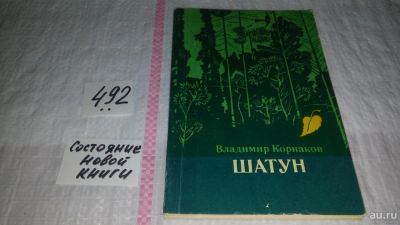 492
Состояние
новой
книги
Владимир Корнаков
ШАТУН
au.ru